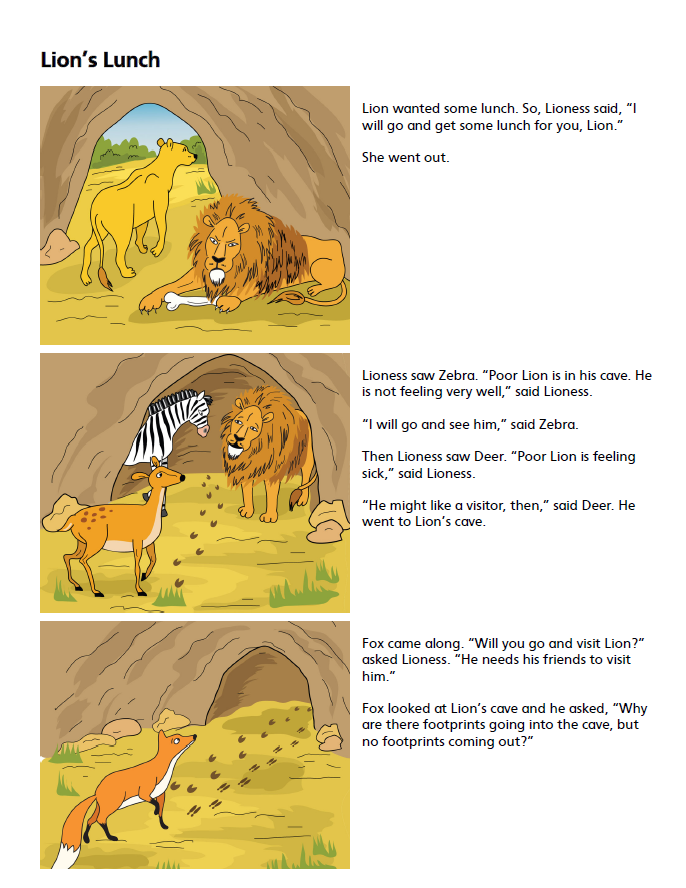 Lion’s Lunch
Lion wanted some lunch. So, Lioness said, “I
will go and get some lunch for you, Lion.”
She went out.
Lioness saw Zebra. “Poor Lion is in his cave. He
is not feeling very well,” said Lioness.
“I will go and see him,” said Zebra.
Then Lioness saw Deer. “Poor Lion is feeling
sick,” said Lioness.
“He might like a visitor, then,” said Deer. He
went to Lion’s cave.
Fox came along. “Will you go and visit Lion?”
asked Lioness. “He needs his friends to visit
him.”
Fox looked at Lion’s cave and he asked, “Why
are there footprints going into the cave, but
no footprints coming out?”